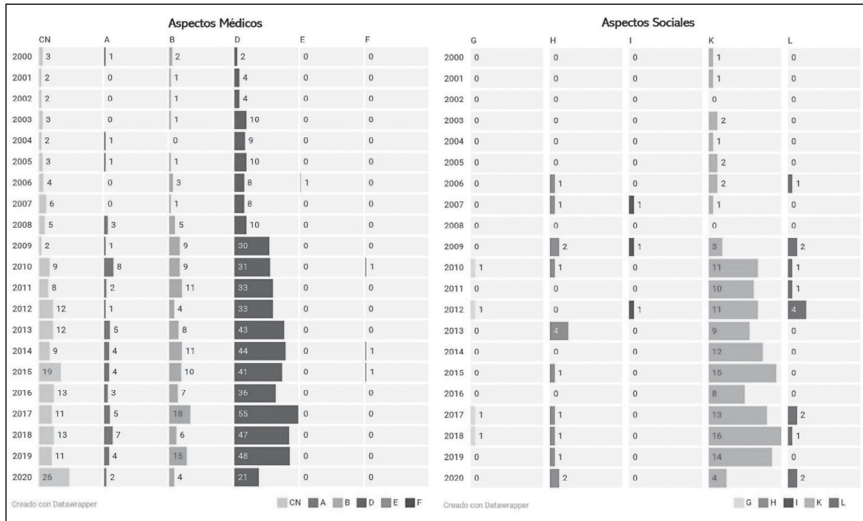 Aspectos Médicos
CN A B D E F
2000 3 1 2 2 0 0
2001 2 0 1 4 0 0
2002 2 0 1 4 0 0
2003 3 0 1 10 0 0
2004 2 1 0 9 0 0
2005 3 1 1 10 0 0
2006 4 0 3 8 1 0
2007 6 0 1 8 0 0
2008 5 3 5 10 0 0
2009 2 1 9 30 0 0
2010 9 8 9 31 0 1
2011 8 2 11 33 0 0
2012 12 1 4 33 0 0
2013 12 5 8 43 0 0
2014 9 4 11 44 0 1
2015 19 4 10 41 0 1
2016 13 3 7 36 0 0
2017 11 5 18 55 0 0
2018 13 7 6 47 0 0
2019 11 4 15 48 0 0
2020 26 2 4 21 0 0
Creado con Datawrapper CN A B D E F
Aspectos Sociales
G H I K L
2000 0 0 0 1 0
2001 0 0 0 1 0
2002 0 0 0 0 0
2003 0 0 0 2 0
2004 0 0 0 1 0
2005 0 0 0 2 0
2006 0 1 0 2 1
2007 0 1 1 1 0
2008 0 0 0 0 0
2009 0 2 1 3 2
2010 1 1 0 11 1
2011 0 0 0 10 1
2012 1 0 1 11 4
2013 0 4 0 9 0
2014 0 0 0 12 0
2015 0 1 0 15 0
2016 0 0 0 8 0
2017 1 1 0 13 2
2018 1 1 0 16 1
2019 0 1 0 14 0
2020 0 2 0 4 2
Creado con Datawrapper G H I K L